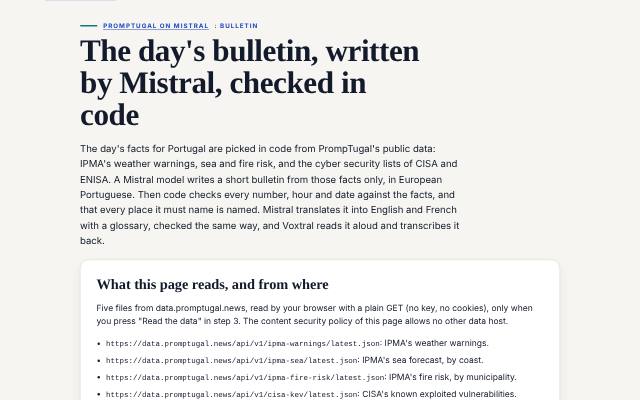 PROMPTUGAL ON MISTRAL : BULLETIN
The day's bulletin, written
by Mistral, checked in
code
The day's facts for Portugal are picked in code from PrompTugal's public data:
IPMA's weather warnings, sea and fire risk, and the cyber security lists of CISA and
ENISA. A Mistral model writes a short bulletin from those facts only, in European
Portuguese. Then code checks every number, hour and date against the facts, and
that every place it must name is named. Mistral translates it into English and French
with a glossary, checked the same way, and Voxtral reads it aloud and transcribes it
back.
What this page reads, and from where
Five files from data.promptugal.news, read by your browser with a plain GET (no key, no cookies), only when
you press "Read the data" in step 3. The content security policy of this page allows no other data host.
• https://data.promptugal.news/api/v1/ipma-warnings/latest.json: IPMA's weather warnings.
• https://data.promptugal.news/api/v1/ipma-sea/latest.json: IPMA's sea forecast, by coast.
• https://data.promptugal.news/api/v1/ipma-fire-risk/latest.json: IPMA's fire risk, by municipality.
• https://data.promptugal.news/api/v1/cisa-kev/latest.json: CISA's known exploited vulnerabilities.